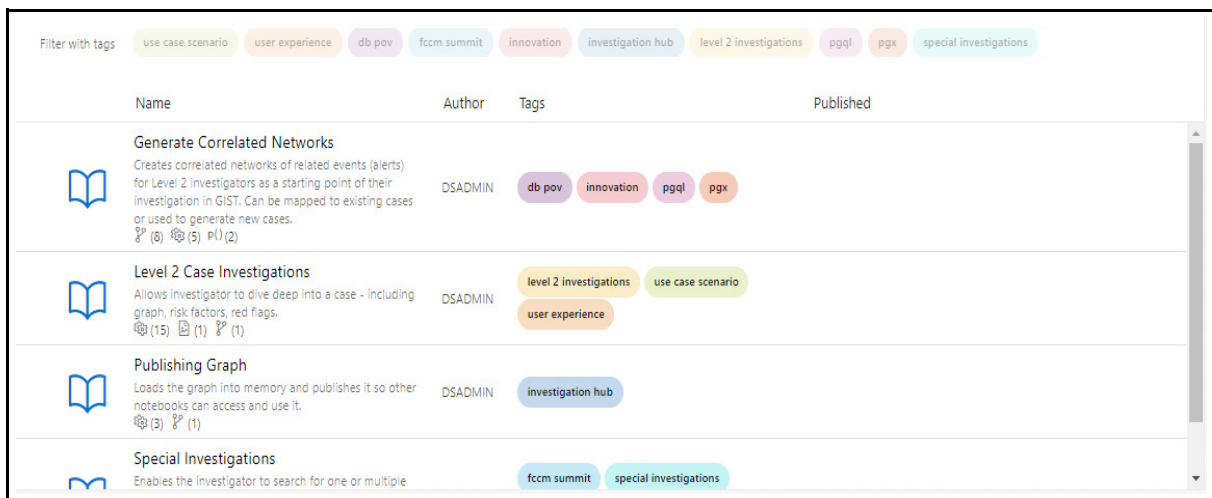 Filter with tags use case scenario user experience db pov fccm summit innovation investigation hub level 2 investigations pgql pgx special investigations
Name Author Tags Published
Generate Correlated Networks
Creates correlated networks of related events (alerts)
for Level 2 investigators as a starting point of their
investigation in GIST. Can be mapped to existing cases
or used to generate new cases.
(8) (5) P() (2)
DSADMIN
db pov innovation pgql pgx
Level 2 Case Investigations
Allows investigator to dive deep into a case - including
graph, risk factors, red flags.
(15) (1) (1)
DSADMIN
level 2 investigations use case scenario
user experience
Publishing Graph
Loads the graph into memory and publishes it so other
notebooks can access and use it.
(3) (1)
DSADMIN
investigation hub
Special Investigations
Enables the investigator to search for one or multiple
fccm summit special investigations